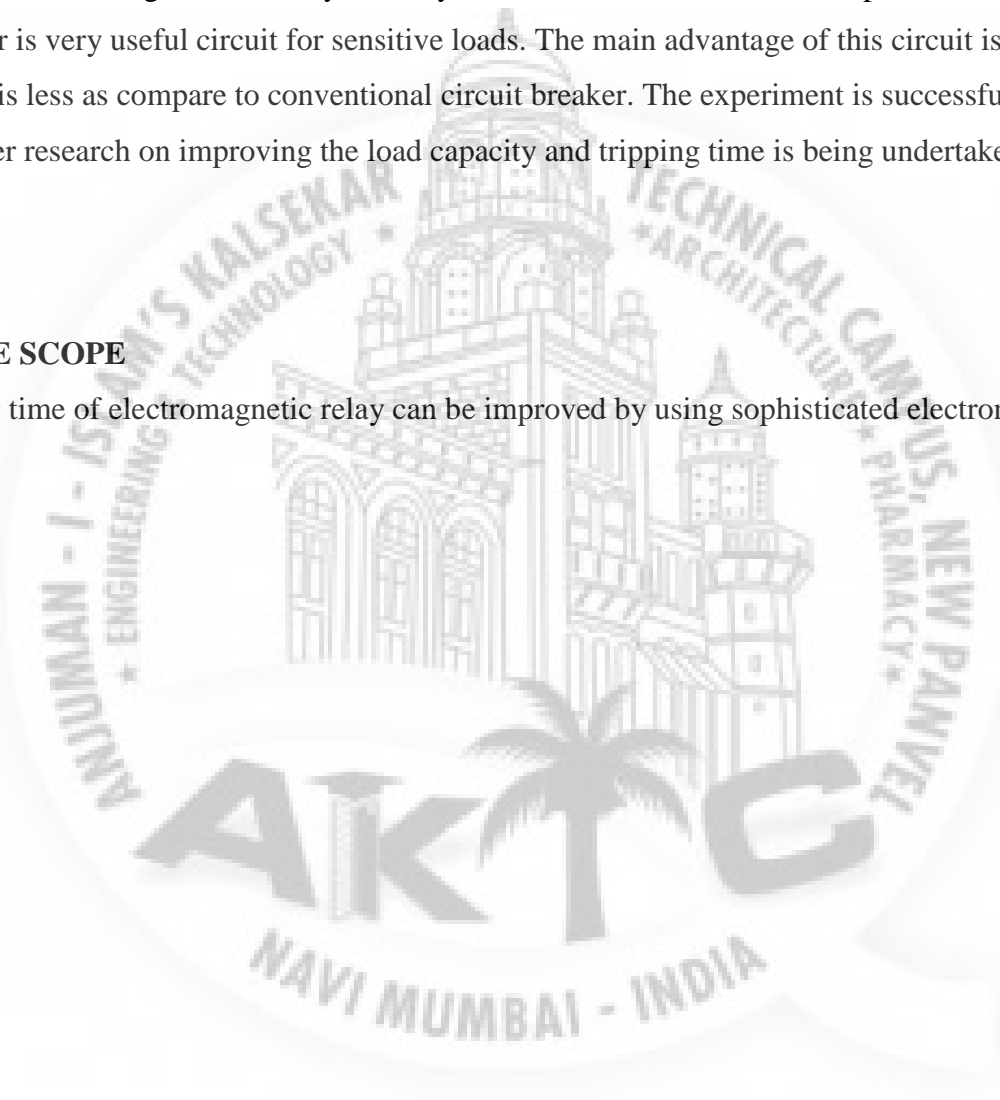 r is very useful circuit for sensitive loads. The main advantage of this circuit is
is less as compare to conventional circuit breaker. The experiment is successfu
er research on improving the load capacity and tripping time is being undertake
E SCOPE
time of electromagnetic relay can be improved by using sophisticated electron
ANJUMAN - I - ISLAM'S KALSEKAR TECHNICAL CAMPUS, NEW PANVEL
* ENGINEERING & TECHNOLOGY * *ARCHITECTURE * PHARMACY*
AKTC
NAVI MUMBAI - INDIA